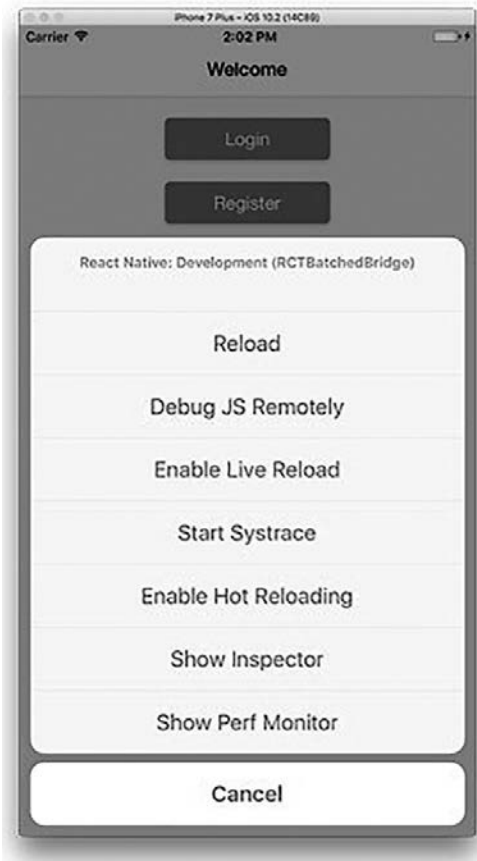 iPhone 7 Plus – iOS 10.2 (14C89)
Carrier 2:02 PM
Welcome
Login
Register
React Native: Development (RCTBatchedBridge)
Reload
Debug JS Remotely
Enable Live Reload
Start Systrace
Enable Hot Reloading
Show Inspector
Show Perf Monitor
Cancel